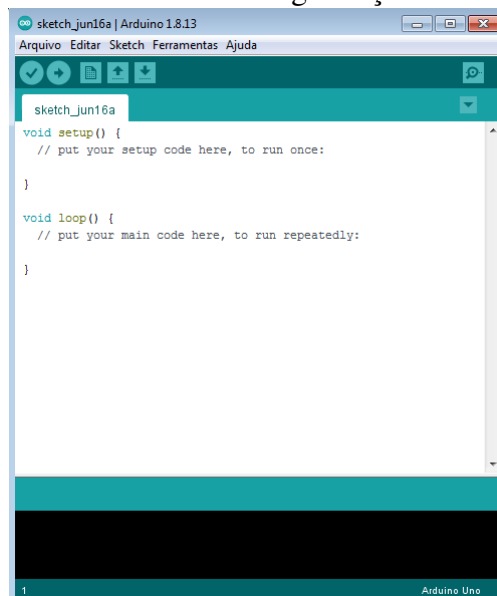 sketch_jun16a | Arduino 1.8.13
Arquivo Editar Sketch Ferramentas Ajuda
sketch_jun16a
void setup() {
// put your setup code here, to run once:
}
void loop() {
// put your main code here, to run repeatedly:
}
1
Arduino Uno